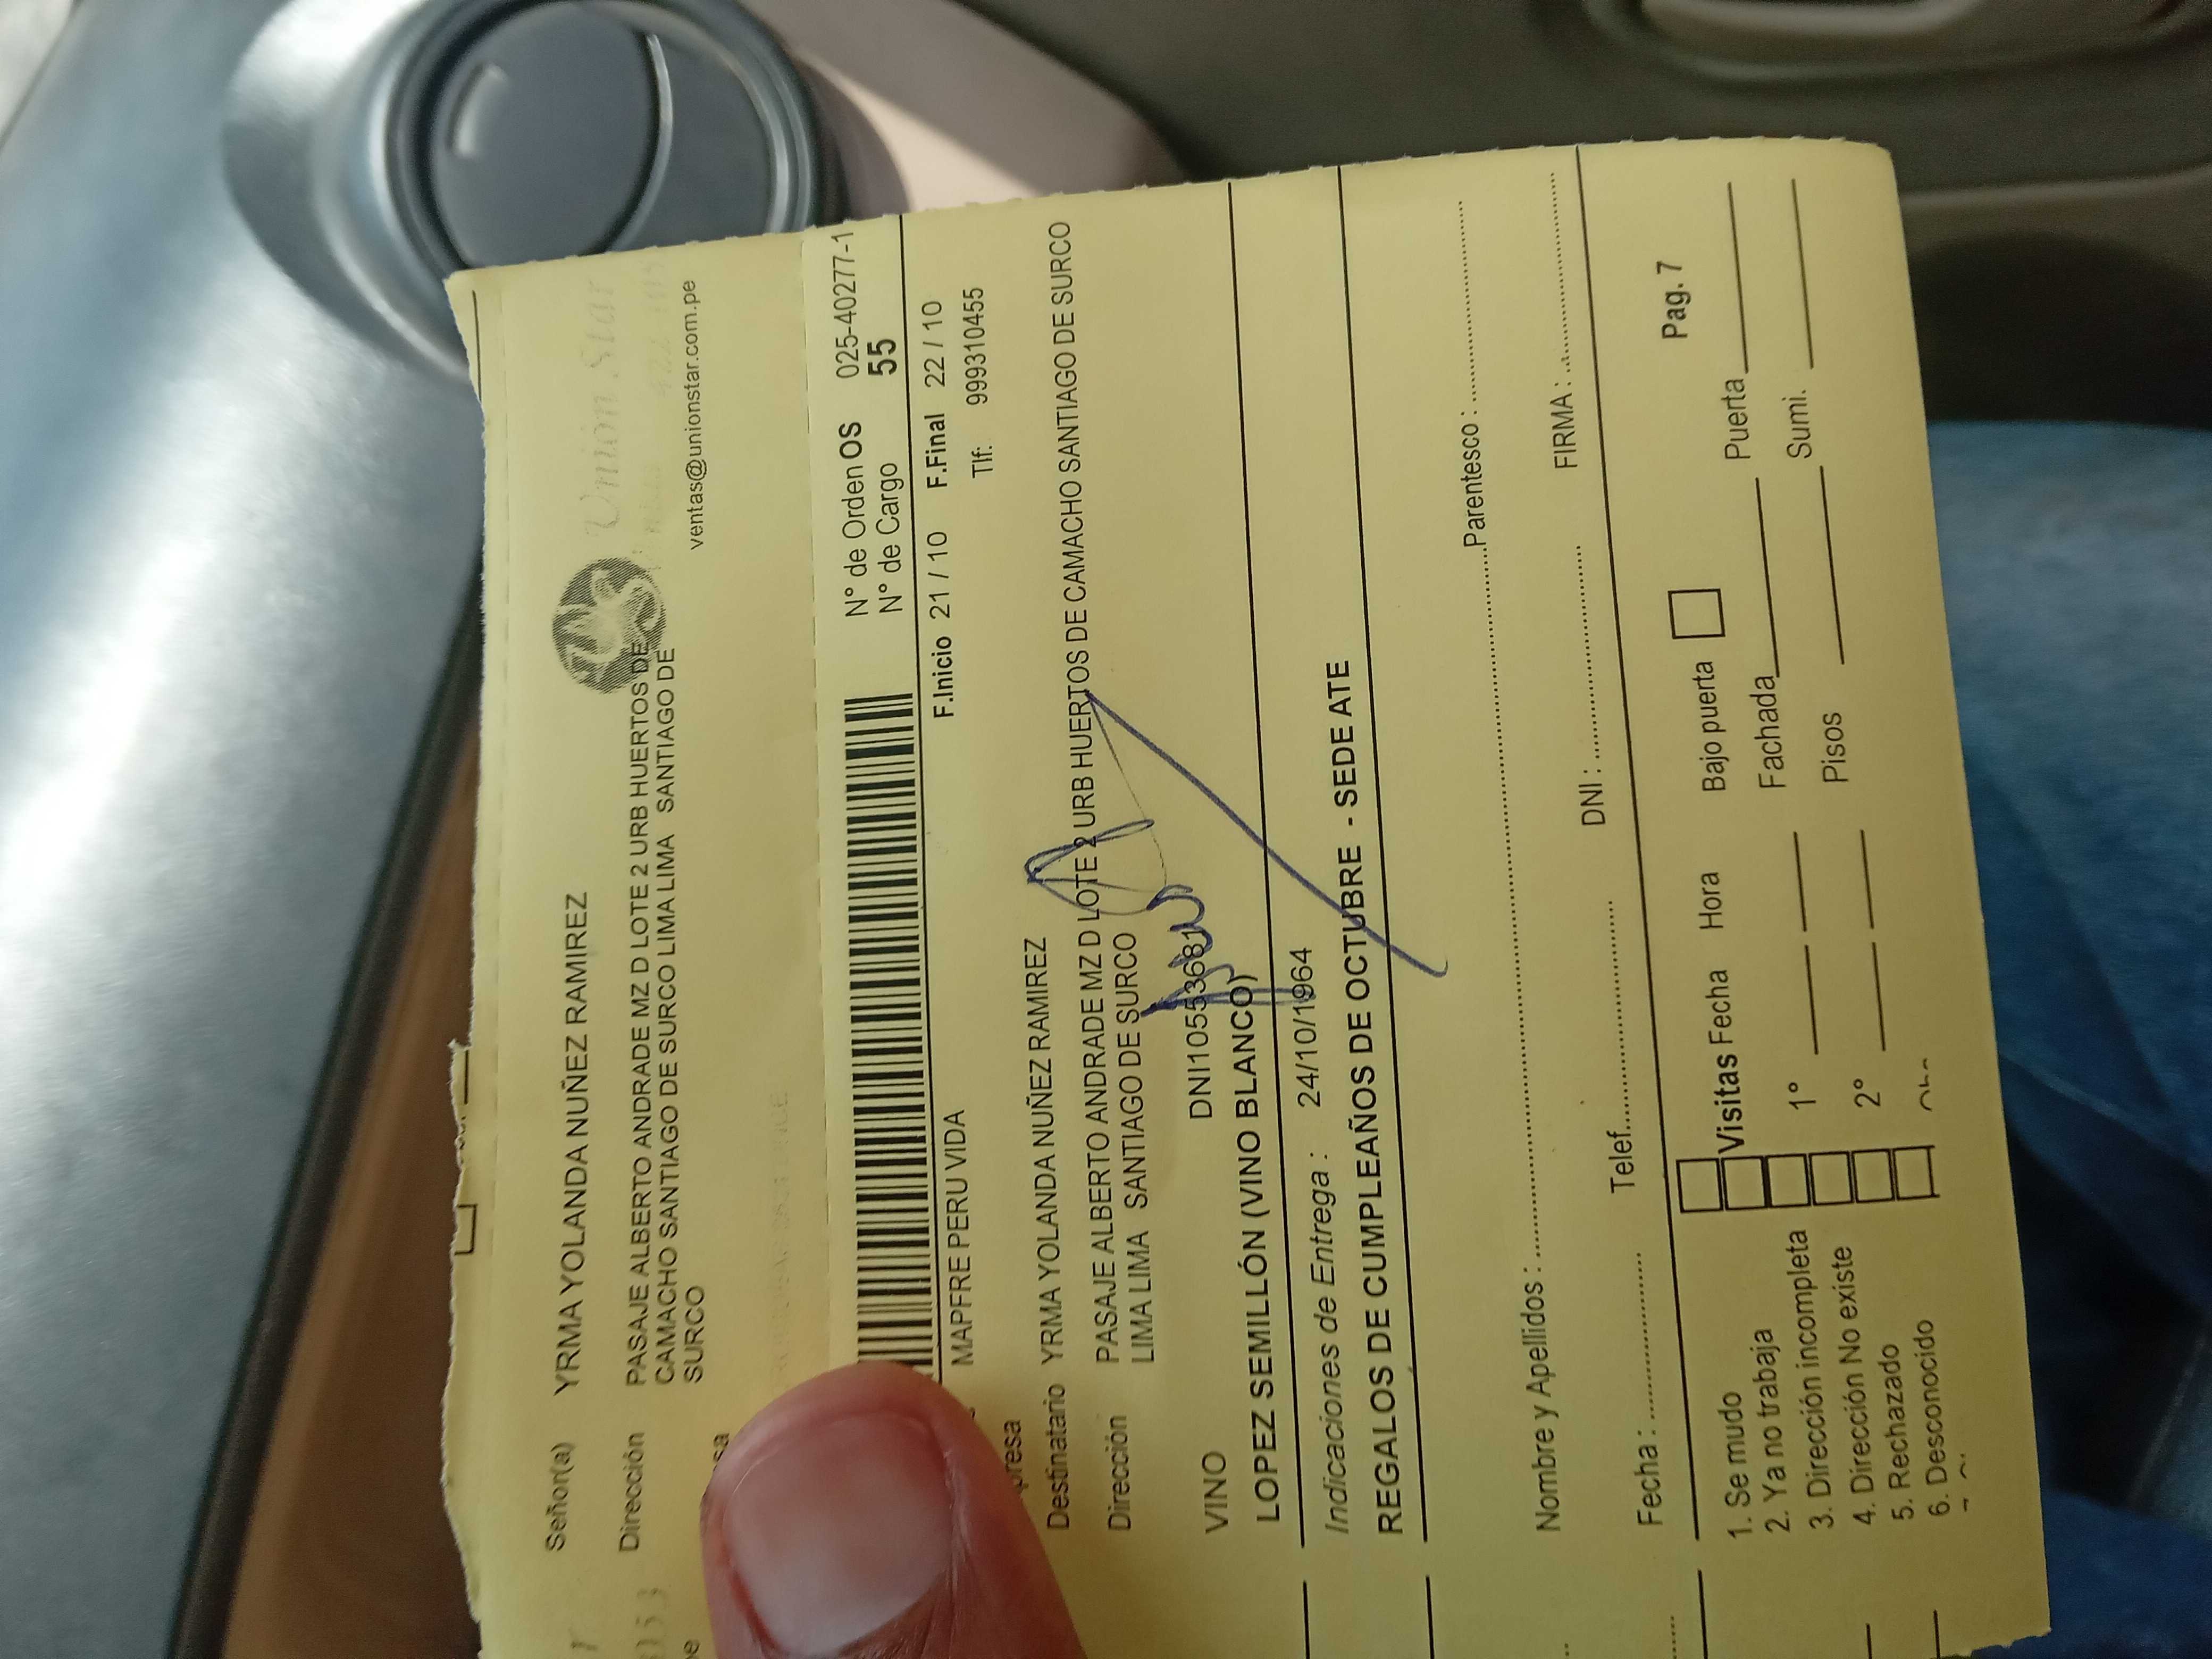 Señor(a) YRMA YOLANDA NUÑEZ RAMIREZ
Union Star
Dirección PASAJE ALBERTO ANDRADE MZ D LOTE 2 URB HUERTOS DE
CAMACHO SANTIAGO DE SURCO LIMA LIMA SANTIAGO DE
SURCO
ventas@unionstar.com.pe
N° de Orden OS 025-40277-1
N° de Cargo 55
F.Inicio 21 / 10 F.Final 22 / 10
MAPFRE PERU VIDA
Tlf: 999310455
Destinatario YRMA YOLANDA NUÑEZ RAMIREZ
Dirección PASAJE ALBERTO ANDRADE MZ D LOTE 2 URB HUERTOS DE CAMACHO SANTIAGO DE SURCO
LIMA LIMA SANTIAGO DE SURCO
VINO
LOPEZ SEMILLÓN (VINO BLANCO)
Indicaciones de Entrega : 24/10/1964
REGALOS DE CUMPLEAÑOS DE OCTUBRE - SEDE ATE
Nombre y Apellidos : Parentesco :
Fecha : Telef. DNI : FIRMA :
Pag. 7
1. Se mudo
2. Ya no trabaja
3. Dirección incompleta
4. Dirección No existe
5. Rechazado
6. Desconocido
Visitas Fecha Hora
1°
2°
Bajo puerta
Fachada Puerta
Pisos Sumi.